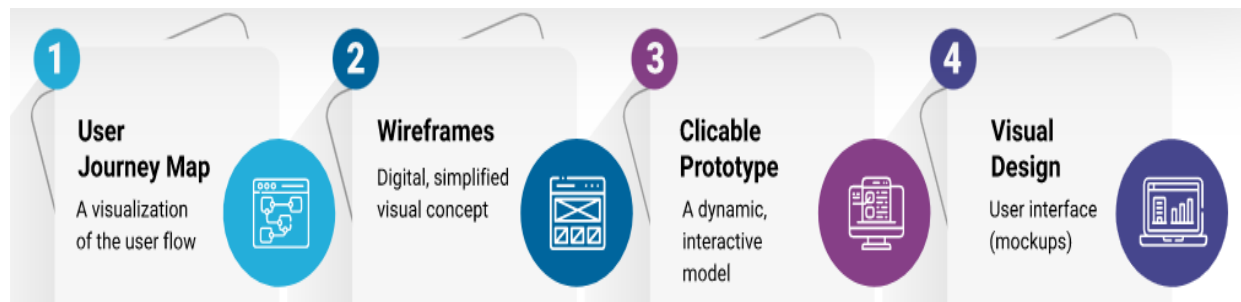 1
User
Journey Map
A visualization
of the user flow
2
Wireframes
Digital, simplified
visual concept
3
Clicable
Prototype
A dynamic,
interactive
model
4
Visual
Design
User interface
(mockups)